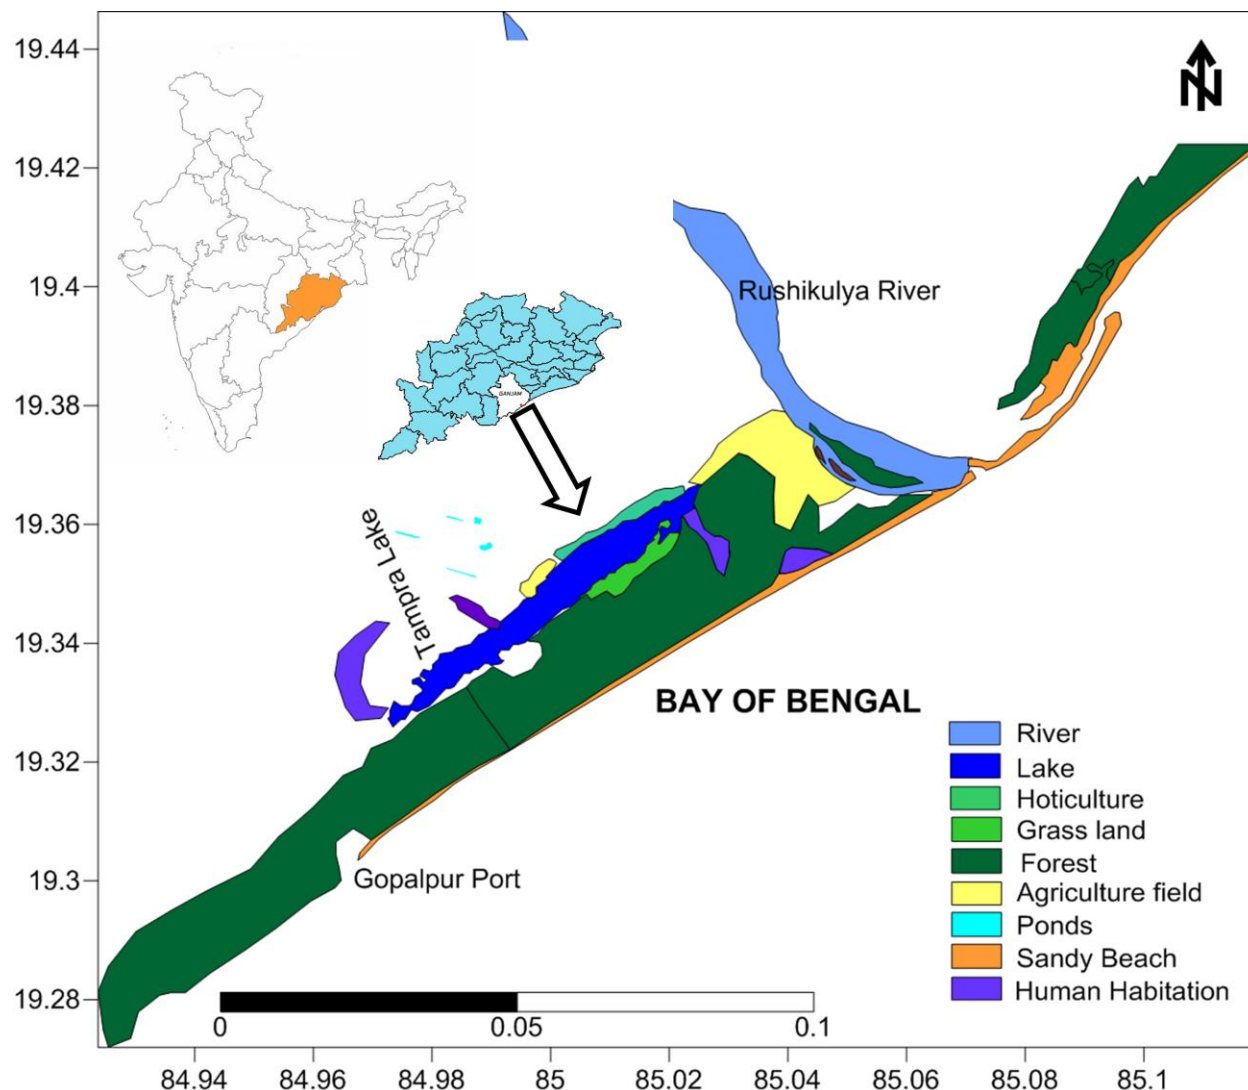 19.44
19.42
19.4
19.38
19.36
19.34
19.32
19.3
19.28
N
Rushikulya River
GANJAM
Tampra Lake
BAY OF BENGAL
Gopalpur Port
River
Lake
Hoticulture
Grass land
Forest
Agriculture field
Ponds
Sandy Beach
Human Habitation
0 0.05 0.1
84.94 84.96 84.98 85 85.02 85.04 85.06 85.08 85.1